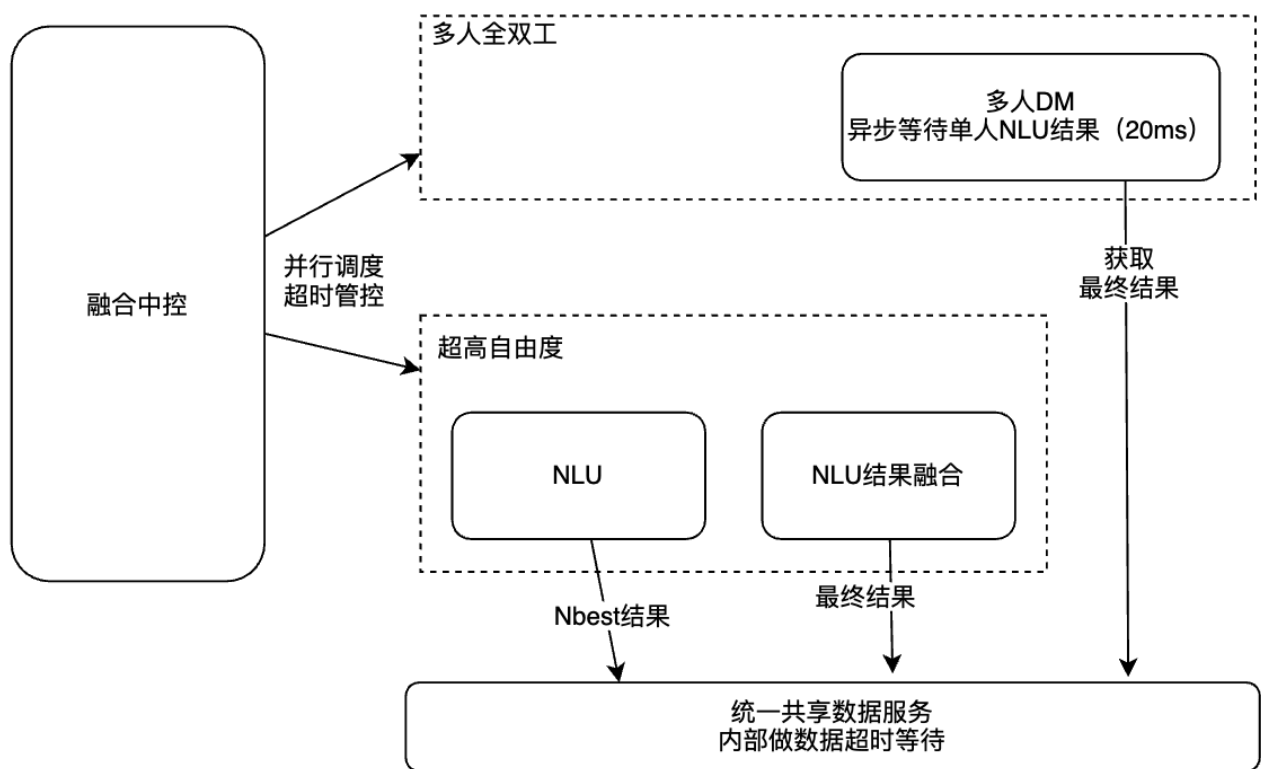 多人全双工
多人DM
异步等待单人NLU结果（20ms）
融合中控
并行调度
超时管控
获取
最终结果
超高自由度
NLU
NLU结果融合
Nbest结果
最终结果
统一共享数据服务
内部做数据超时等待